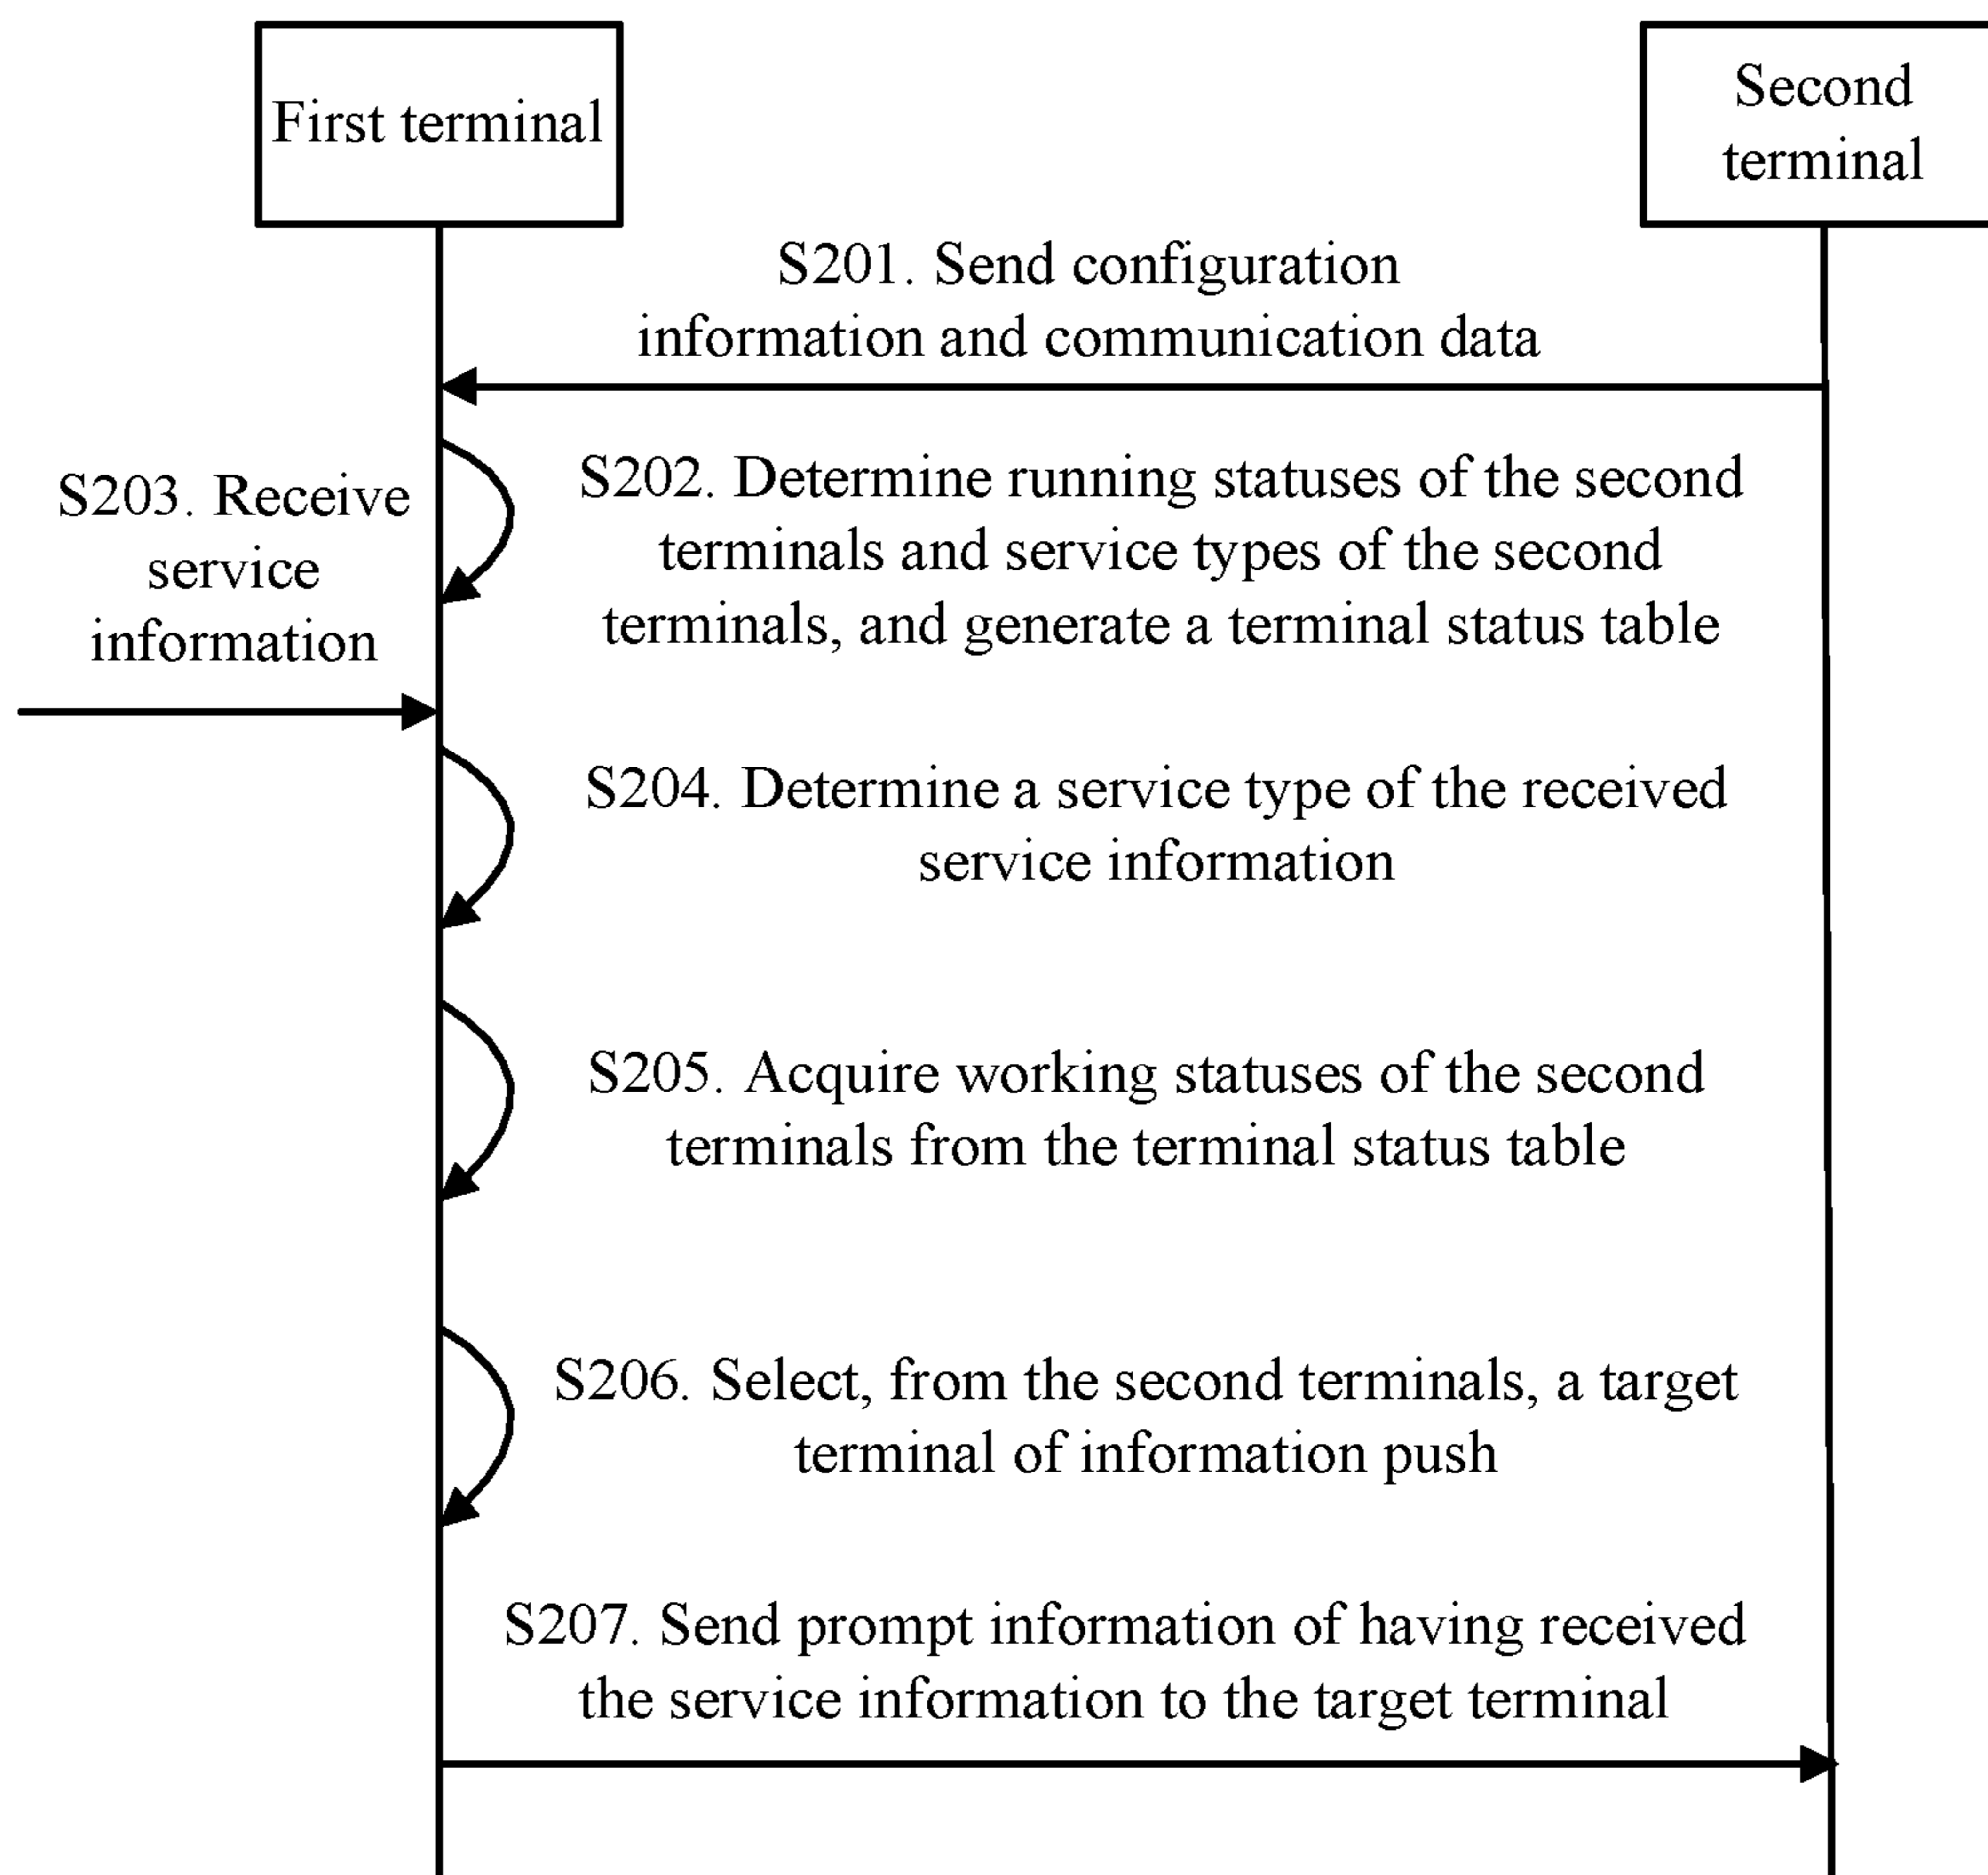 First terminal
Second
terminal
S201. Send configuration
information and communication data
S202. Determine running statuses of the second
terminals and service types of the second
terminals, and generate a terminal status table
S203. Receive
service
information
S204. Determine a service type of the received
service information
S205. Acquire working statuses of the second
terminals from the terminal status table
S206. Select, from the second terminals, a target
terminal of information push
S207. Send prompt information of having received
the service information to the target terminal